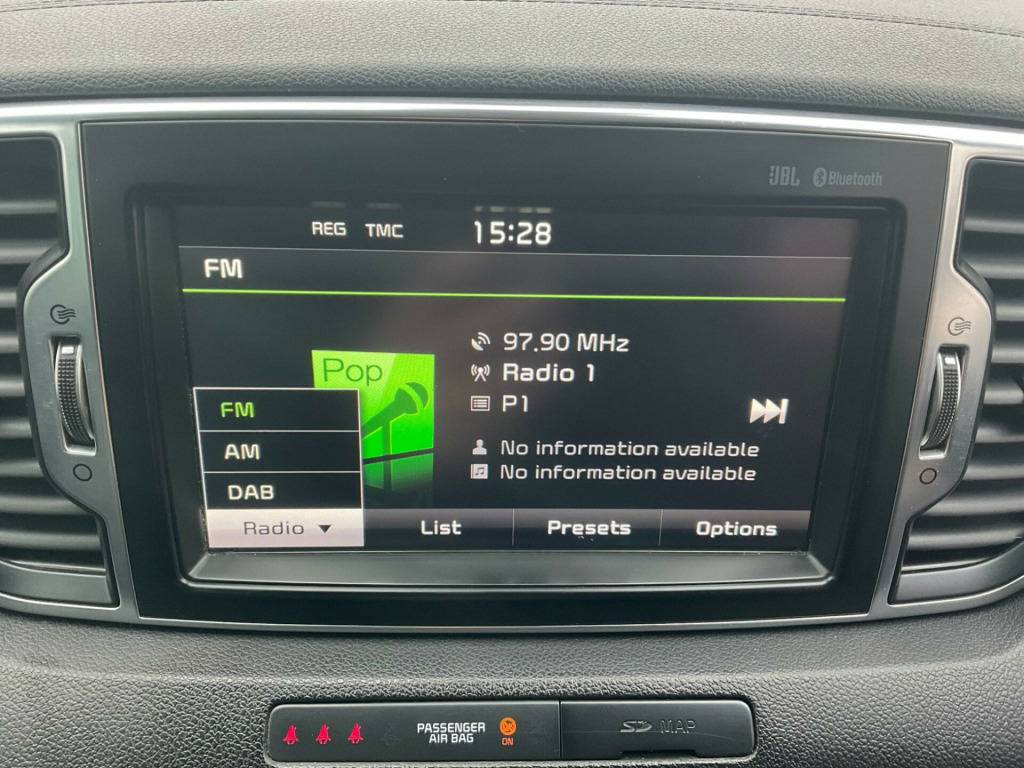 JBL Bluetooth
REG TMC 15:28
FM
97.90 MHz
Pop
Radio 1
P1
FM
AM
No information available
No information available
DAB
Radio List Presets Options
PASSENGER
AIR BAG
ON
SD MAP